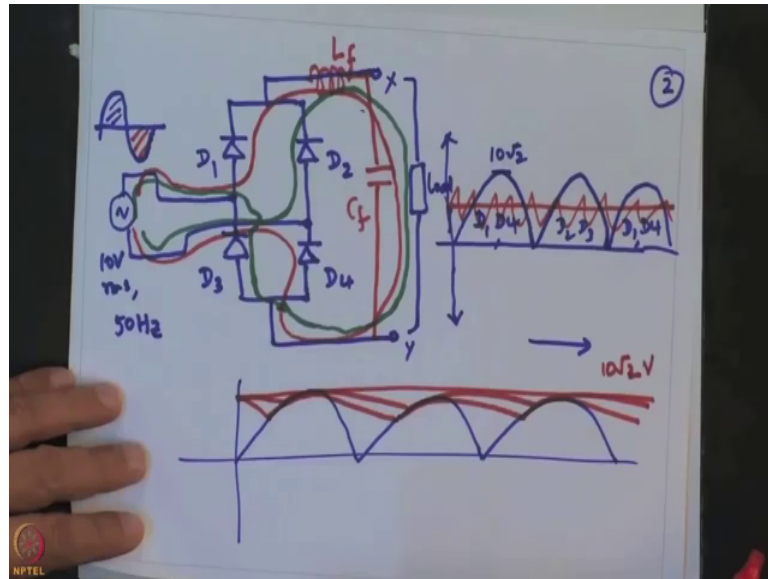 2
Lf
X
D1
D2
Cf
Load
10√2
D1 D4
D2 D3
D1 D4
~
10V
rms,
50Hz
D3
D4
Y
10√2 V
NPTEL